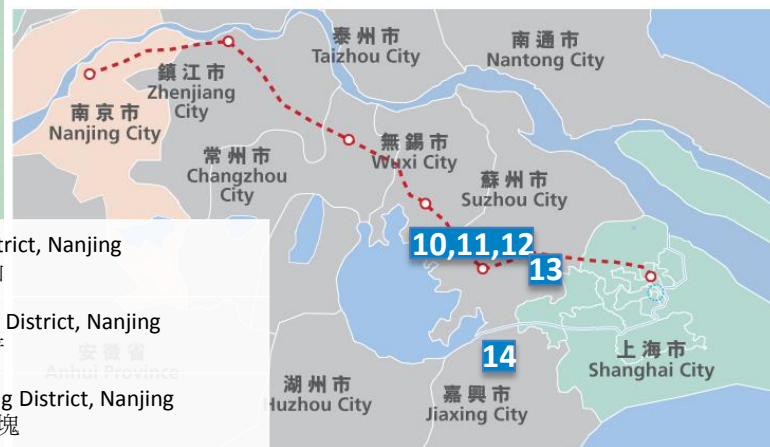 泰州市
Taizhou City
南通市
Nantong City
鎮江市
Zhenjiang
City
南京市
Nanjing City
無錫市
Wuxi City
常州市
Changzhou
City
蘇州市
Suzhou City
10,11,12
13
14
上海市
Shanghai City
湖州市
Huzhou City
嘉興市
Jiaxing City
trict, Nanjing
District, Nanjing
安徽省
Anhui Province
g District, Nanjing
塊